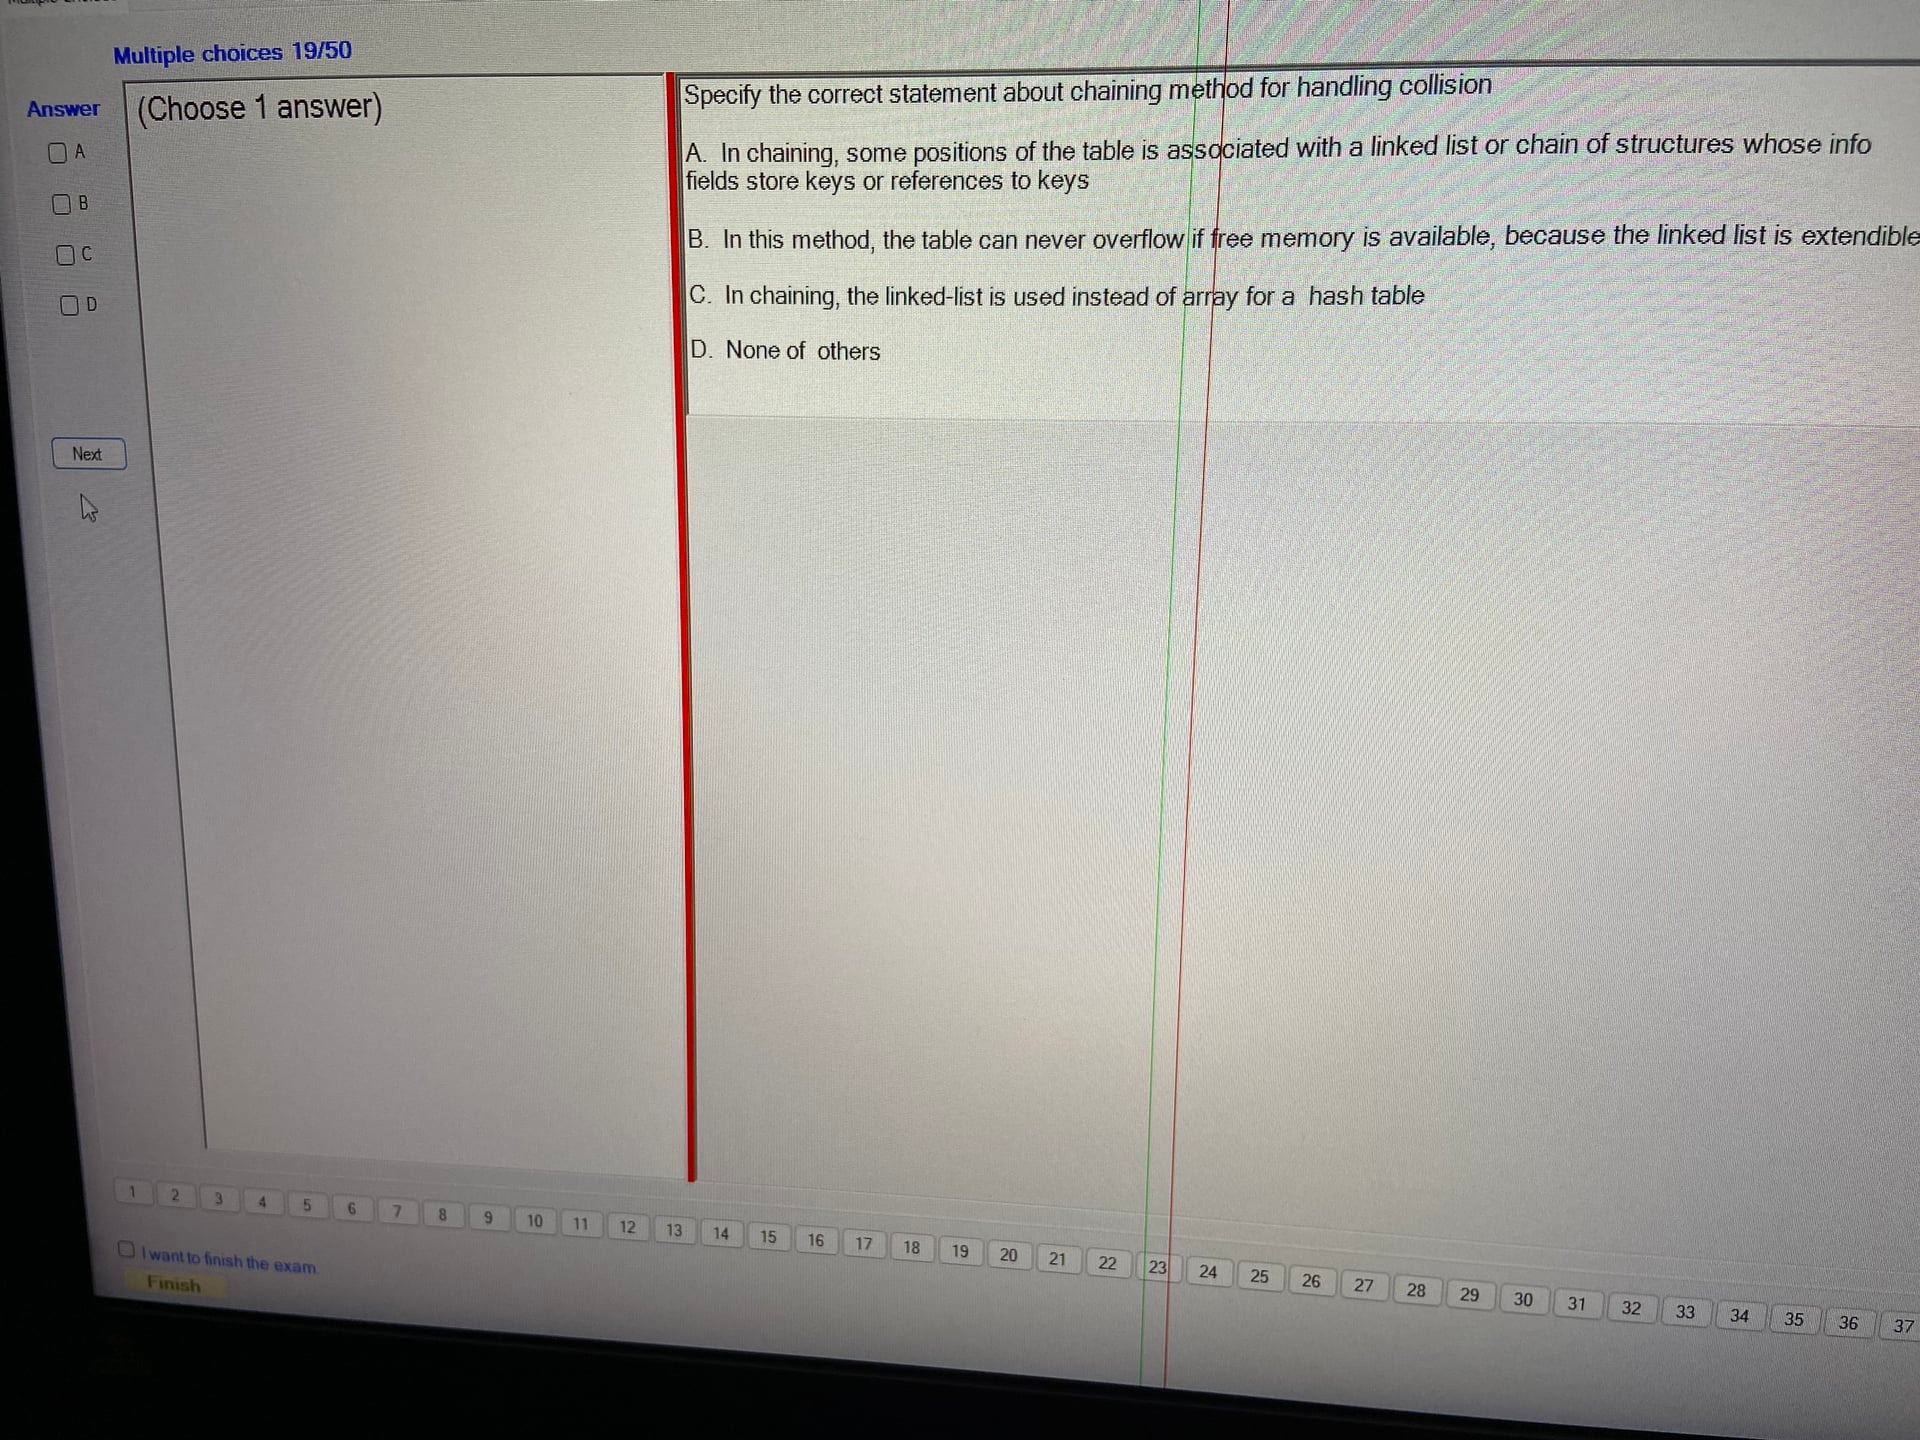 Multiple choices 19/50
Answer
(Choose 1 answer)
A
B
C
D
Next
Specify the correct statement about chaining method for handling collision
A. In chaining, some positions of the table is associated with a linked list or chain of structures whose info
fields store keys or references to keys
B. In this method, the table can never overflow if free memory is available, because the linked list is extendible
C. In chaining, the linked-list is used instead of array for a hash table
D. None of others
1 2 3 4 5 6 7 8 9 10 11 12 13 14 15 16 17 18 19 20 21 22 23 24 25 26 27 28 29 30 31 32 33 34 35 36 37
I want to finish the exam.
Finish